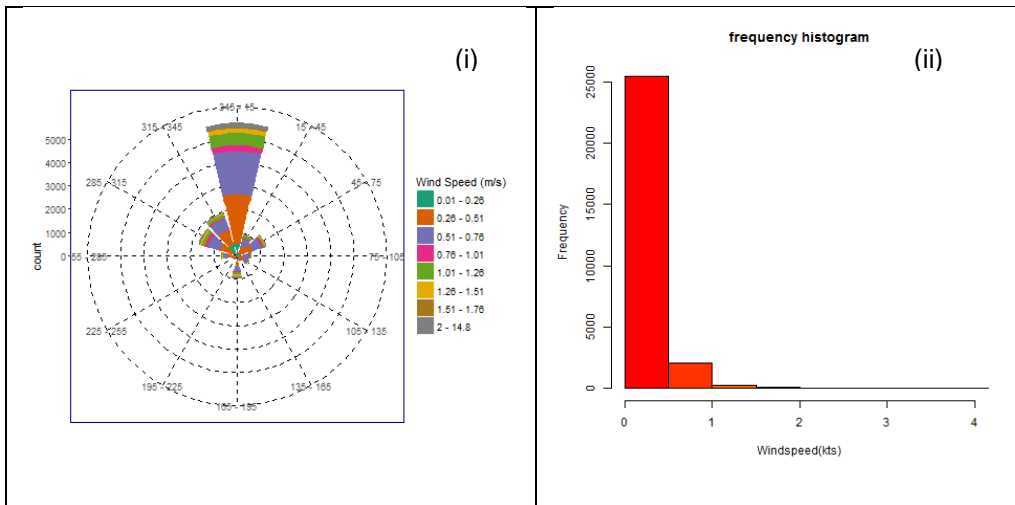 (i)
345 - 15
315 - 345
15 - 45
5000
4000
285 - 315
45 - 75
3000
2000
1000
0
255 - 285
75 - 105
count
225 - 255
105 - 135
195 - 225
135 - 165
165 - 195
Wind Speed (m/s)
0.01 - 0.26
0.26 - 0.51
0.51 - 0.76
0.76 - 1.01
1.01 - 1.26
1.26 - 1.51
1.51 - 1.76
2 - 14.8
frequency histogram
(ii)
Frequency
25000
20000
15000
10000
5000
0
0 1 2 3 4
Windspeed(kts)